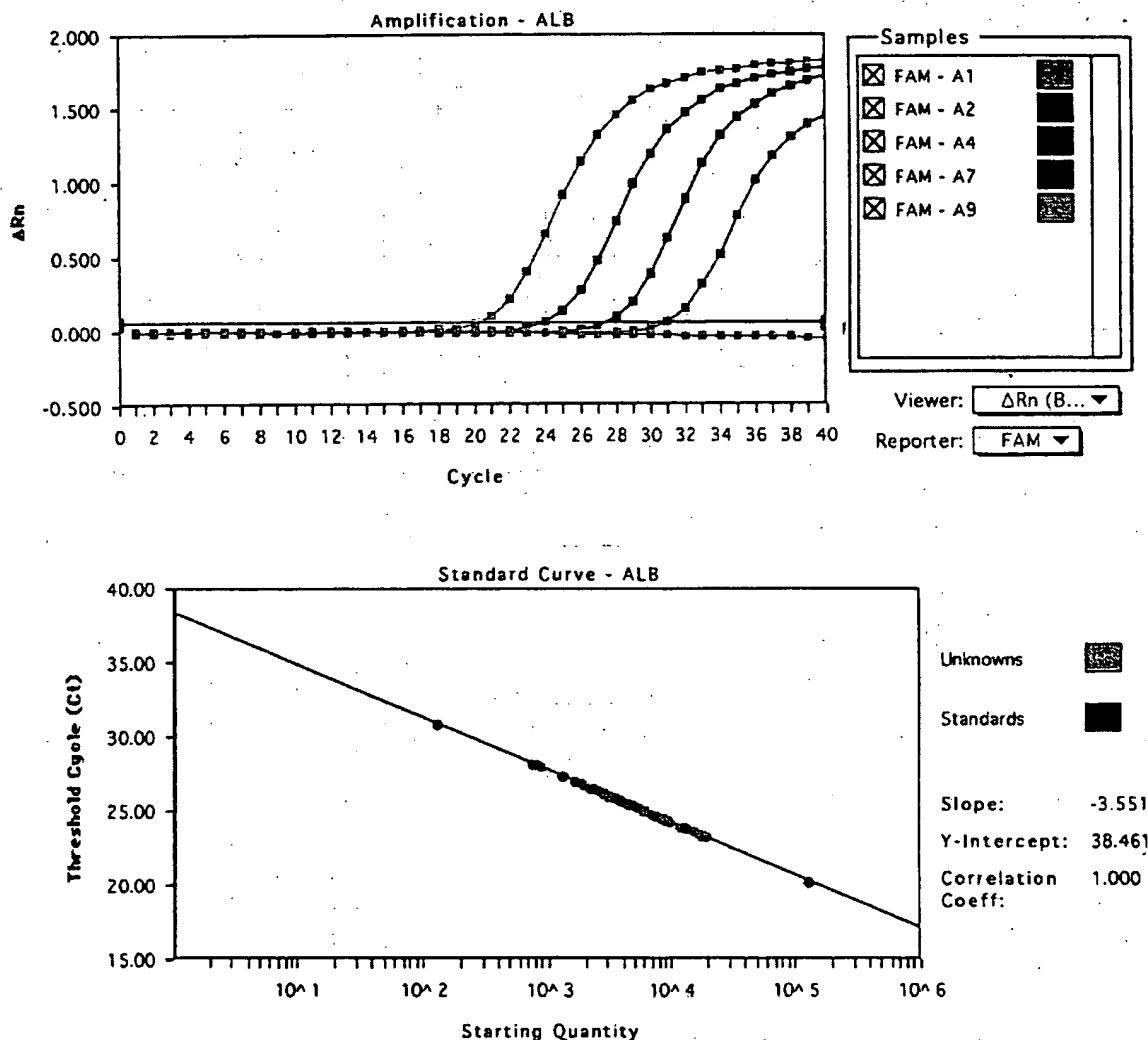 Amplification - ALB
2.000
1.500
1.000
0.500
0.000
-0.500
ΔRn
0 2 4 6 8 10 12 14 16 18 20 22 24 26 28 30 32 34 36 38 40
Cycle
Samples
FAM - A1
FAM - A2
FAM - A4
FAM - A7
FAM - A9
Viewer: ΔRn (B... ▼
Reporter: FAM ▼
Standard Curve - ALB
40.00
35.00
30.00
25.00
20.00
15.00
Threshold Cycle (Ct)
10^1 10^2 10^3 10^4 10^5 10^6
Starting Quantity
Unknowns
Standards
Slope: -3.551
Y-Intercept: 38.461
Correlation 1.000
Coeff: